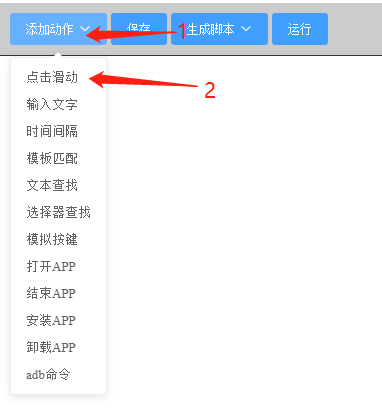 添加动作 保存 生成脚本 运行
1
点击滑动
2
输入文字
时间间隔
模板匹配
文本查找
选择器查找
模拟按键
打开APP
结束APP
安装APP
卸载APP
adb命令